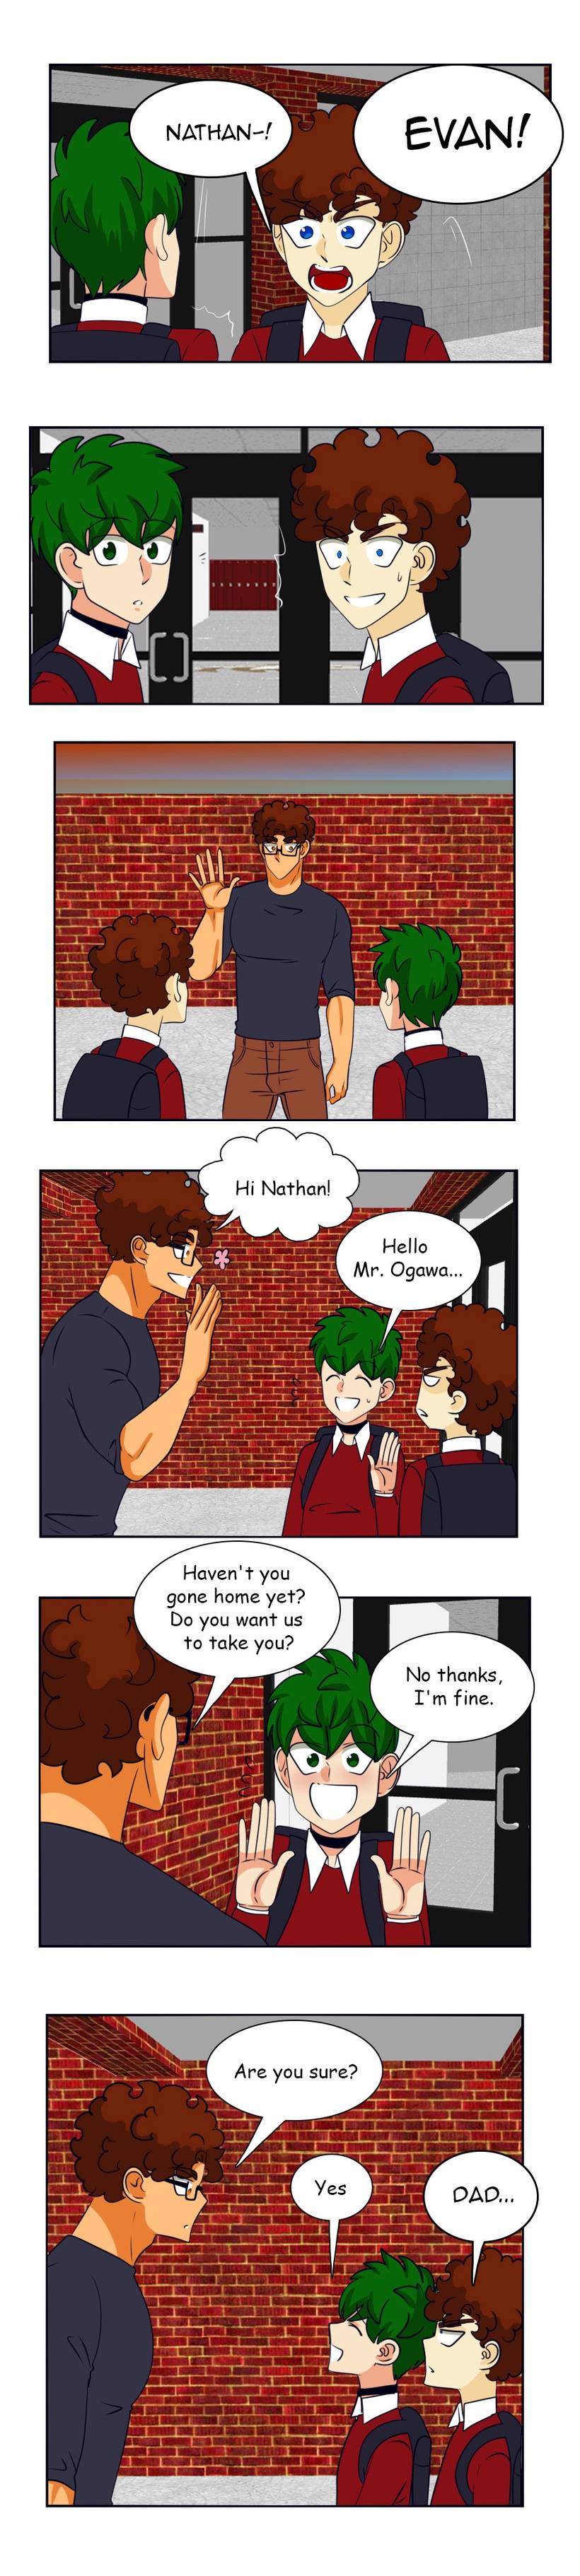 NATHAN-!
EVAN!
Hi Nathan!
Hello
Mr. Ogawa...
Haven't you
gone home yet?
Do you want us
to take you?
No thanks,
I'm fine.
Are you sure?
Yes
DAD...